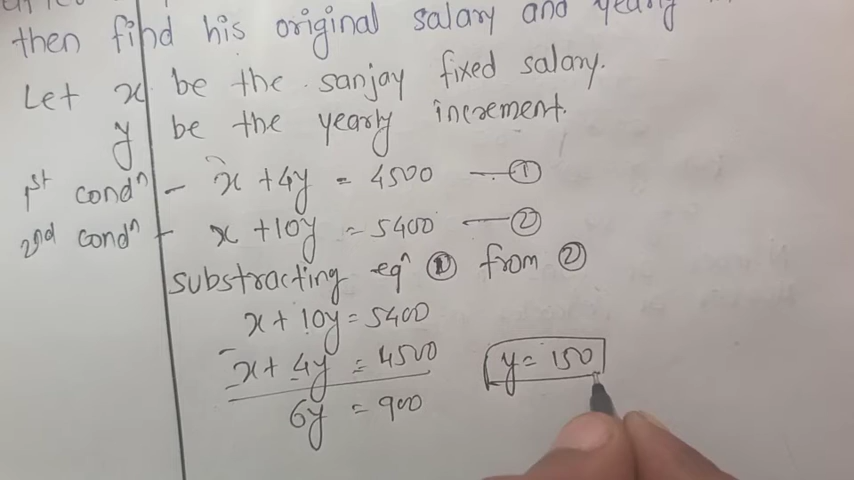 then find his original salary and yearly
Let x be the sanjay fixed salary.
y be the yearly increment.
1st condn - x + 4y = 4500 — ①
2nd condn - x + 10y = 5400 — ②
substracting eqn ① from ②
x + 10y = 5400
- x + 4y = 4500
6y = 900
y = 150